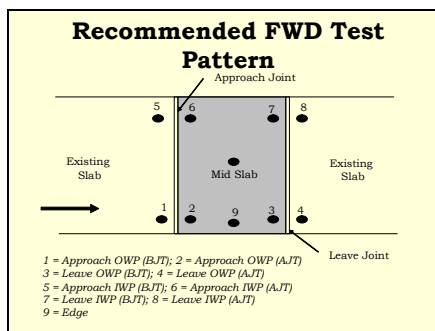 Recommended FWD Test
Pattern
Approach Joint
5 6 7 8
Existing
Slab
Mid Slab
Existing
Slab
1 2 9 3 4
Leave Joint
1 = Approach OWP (BJT); 2 = Approach OWP (AJT)
3 = Leave OWP (BJT); 4 = Leave OWP (AJT)
5 = Approach IWP (BJT); 6 = Approach IWP (AJT)
7 = Leave IWP (BJT); 8 = Leave IWP (AJT)
9 = Edge